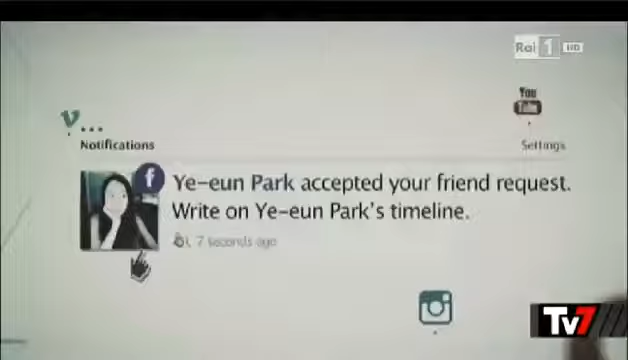 Rai 1 HD
You
Tube
Notifications
Settings
f
Ye-eun Park accepted your friend request.
Write on Ye-eun Park's timeline.
7 seconds ago
Tv7